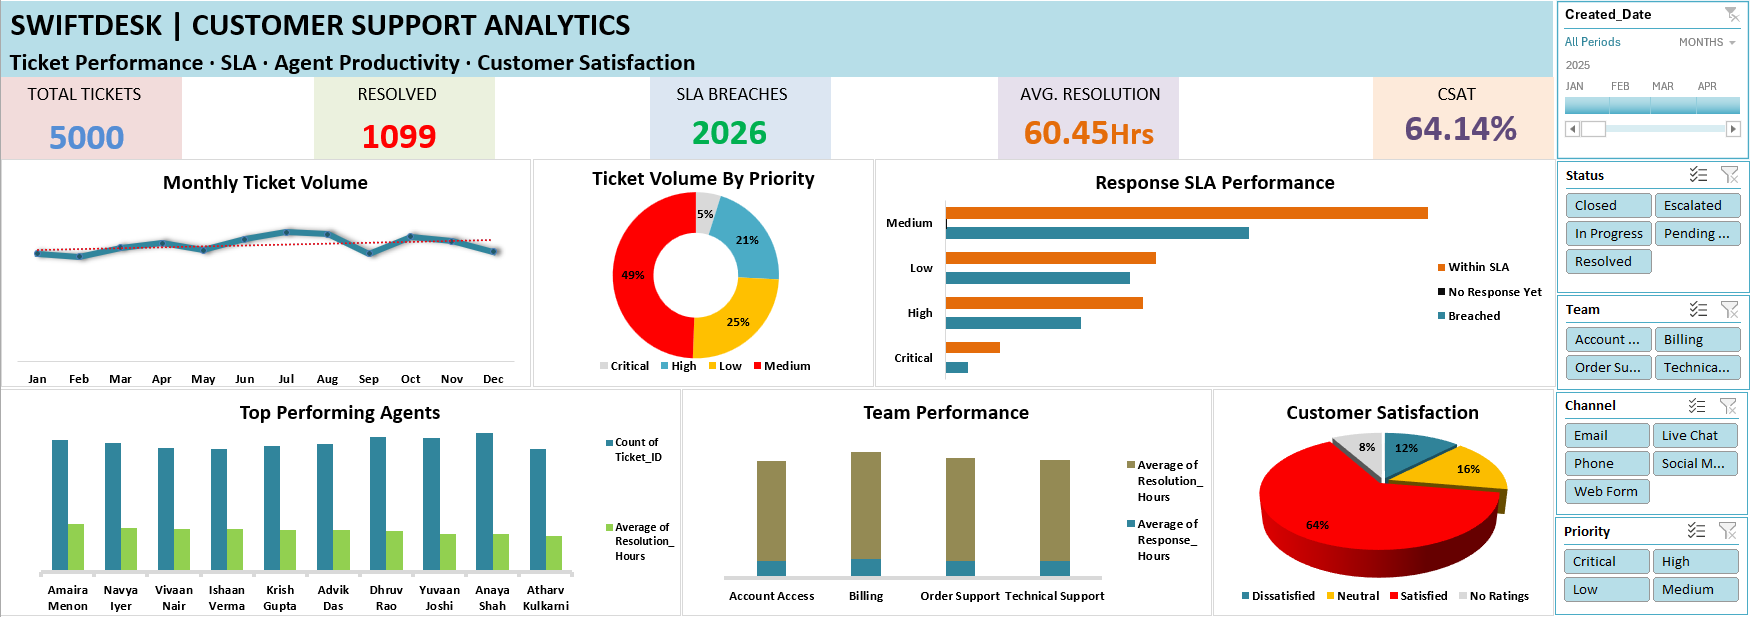 SWIFTDESK | CUSTOMER SUPPORT ANALYTICS
Ticket Performance · SLA · Agent Productivity · Customer Satisfaction
TOTAL TICKETS
5000
RESOLVED
1099
SLA BREACHES
2026
AVG. RESOLUTION
60.45Hrs
CSAT
64.14%
Created_Date
All Periods
MONTHS
2025
JAN FEB MAR APR
Monthly Ticket Volume
Jan Feb Mar Apr May Jun Jul Aug Sep Oct Nov Dec
Ticket Volume By Priority
5%
21%
49%
25%
Critical High Low Medium
Response SLA Performance
Medium
Low
High
Critical
Within SLA
No Response Yet
Breached
Status
Closed Escalated
In Progress Pending ...
Resolved
Team
Account ... Billing
Order Su... Technica...
Top Performing Agents
Count of
Ticket_ID
Average of
Resolution_
Hours
Amaira Navya Vivaan Ishaan Krish Advik Dhruv Yuvaan Anaya Atharv
Menon Iyer Nair Verma Gupta Das Rao Joshi Shah Kulkarni
Team Performance
Average of
Resolution_
Hours
Average of
Response_
Hours
Account Access Billing Order Support Technical Support
Customer Satisfaction
8%
12%
16%
64%
Dissatisfied Neutral Satisfied No Ratings
Channel
Email Live Chat
Phone Social M...
Web Form
Priority
Critical High
Low Medium